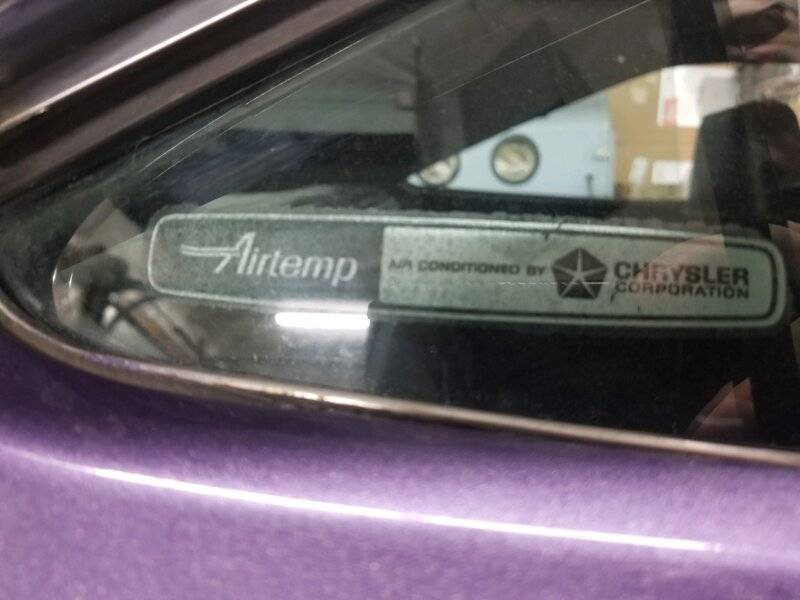 Airtemp
AIR CONDITIONED BY
CHRYSLER
CORPORATION